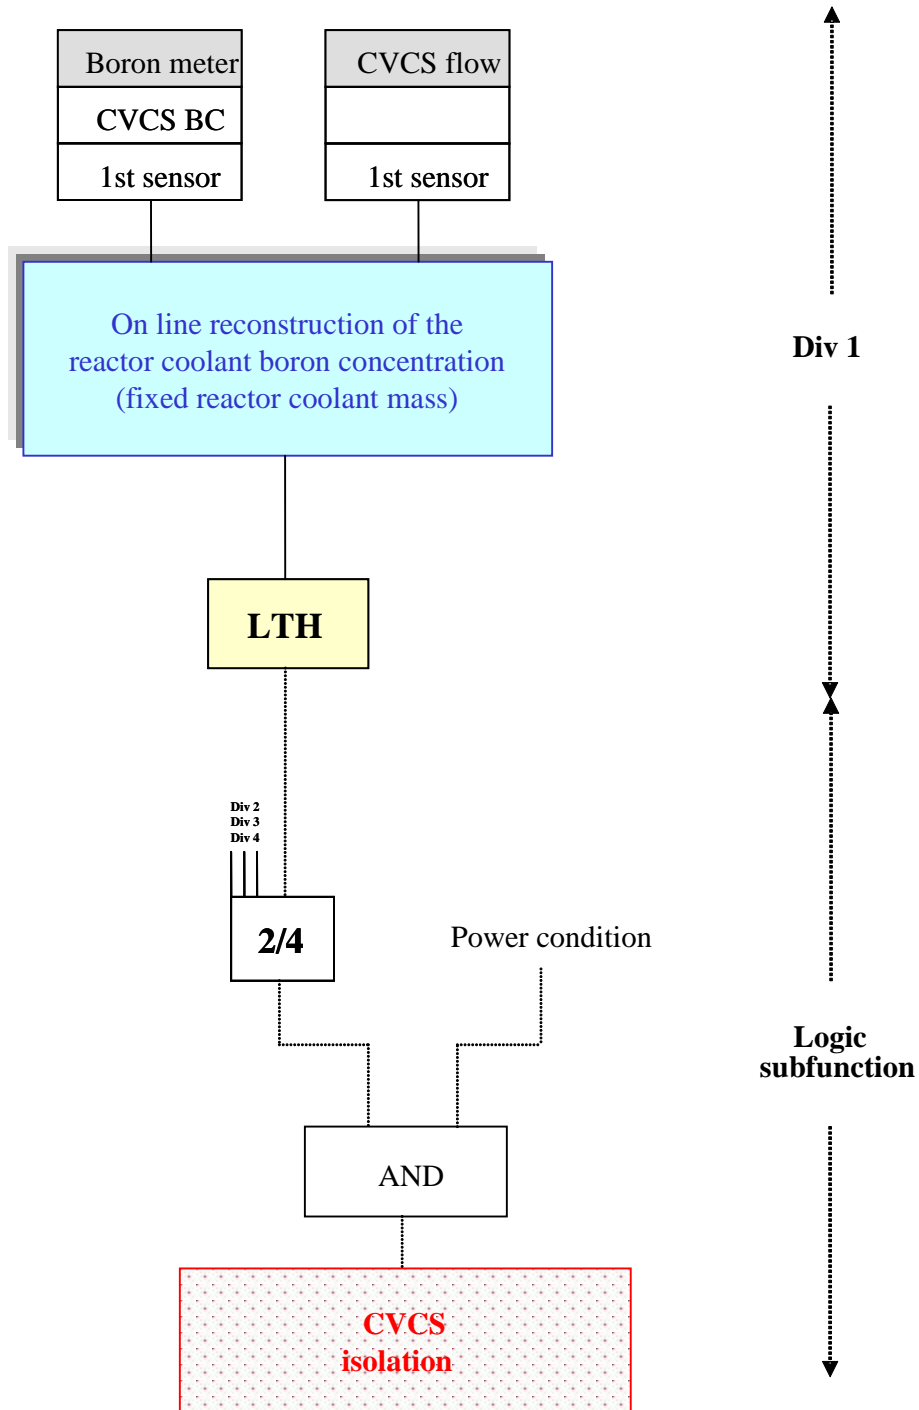 Boron meter
CVCS BC
1st sensor
CVCS flow
1st sensor
On line reconstruction of the
reactor coolant boron concentration
(fixed reactor coolant mass)
Div 1
LTH
Div 2
Div 3
Div 4
2/4
Power condition
Logic
subfunction
AND
CVCS
isolation